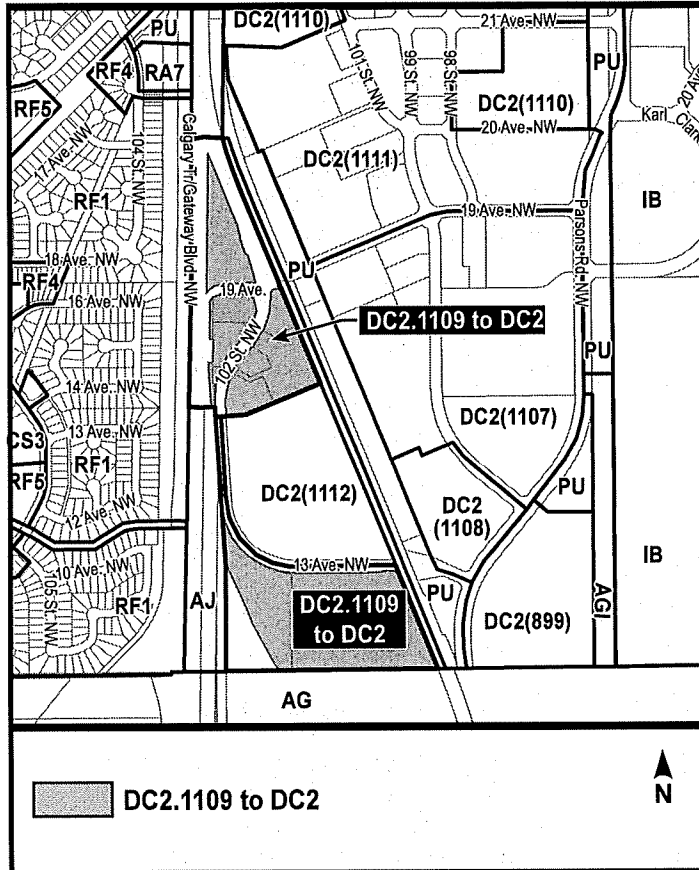 PU
DC2(1110)
21 Ave. NW
RF4
RA7
101 St. NW
99 St. NW
98 St. NW
PU
RF5
DC2(1110)
20 Ave
17 Ave. NW
104 St. NW
Calgary Tr/Gateway Blvd NW
20 Ave. NW
Karl Clark
DC2(1111)
RF1
IB
19 Ave. NW
Parsons Rd NW
18 Ave. NW
PU
RF4
19 Ave.
16 Ave. NW
DC2.1109 to DC2
102 St. NW
PU
14 Ave. NW
DC2(1107)
CS3
13 Ave. NW
RF1
RF5
DC2(1112)
DC2
(1108)
PU
12 Ave. NW
IB
13 Ave. NW
10 Ave. NW
105 St. NW
RF1
AJ
DC2.1109
to DC2
PU
DC2(899)
AGI
AG
DC2.1109 to DC2
N